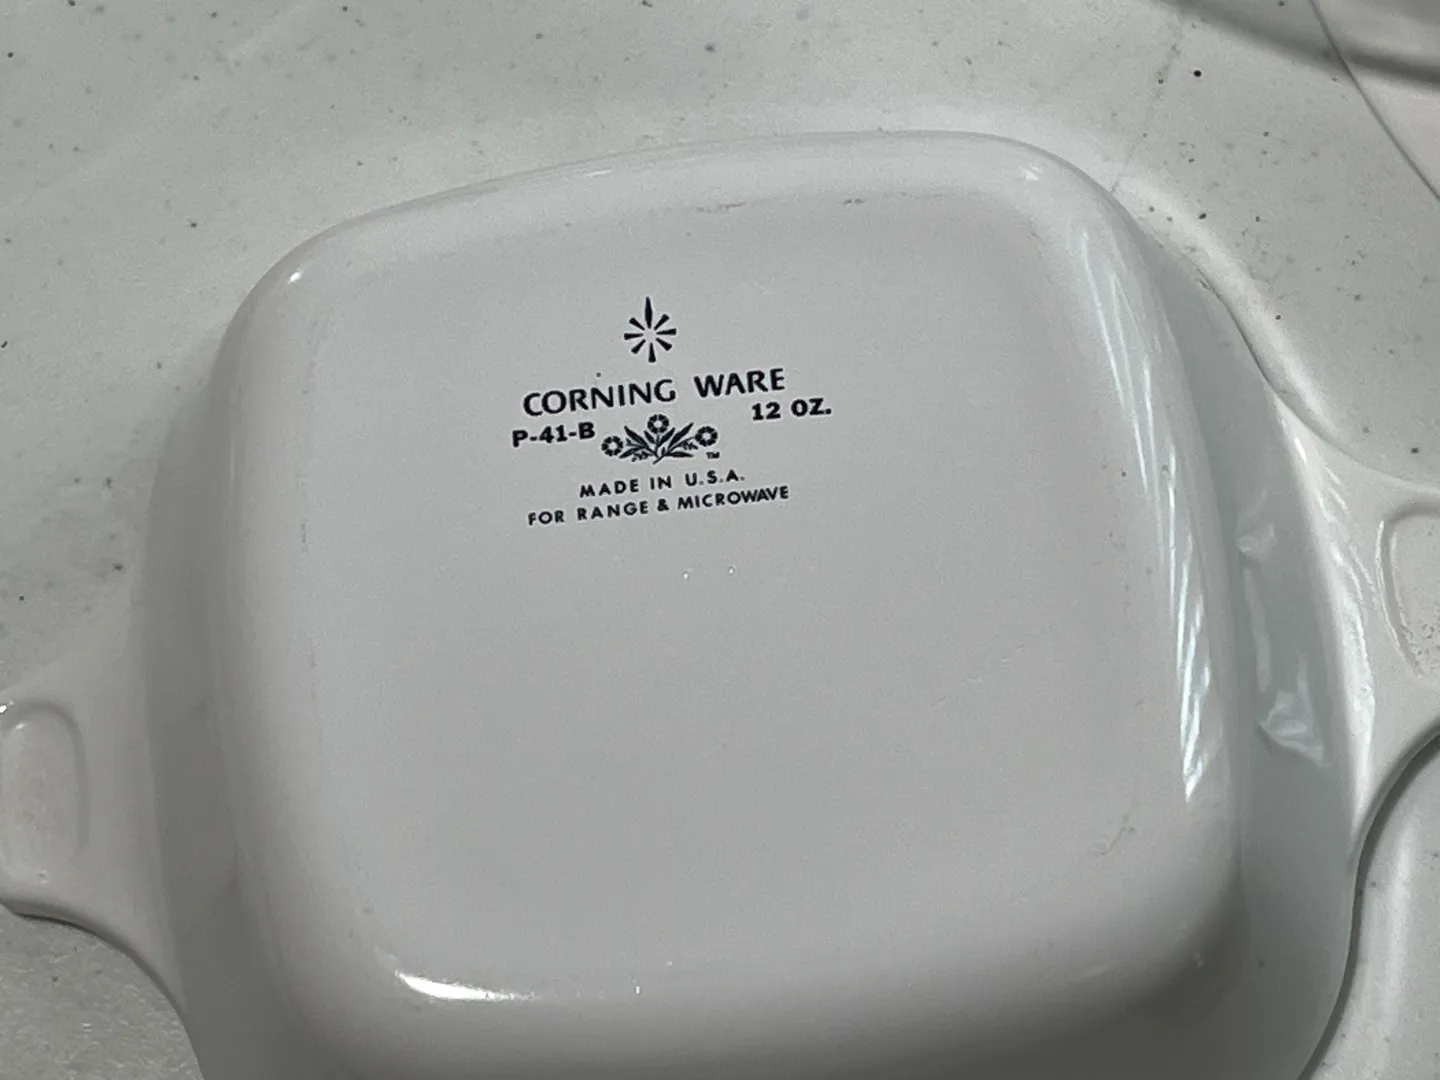 CORNING WARE
P-41-B 12 OZ.
TM
MADE IN U.S.A.
FOR RANGE & MICROWAVE